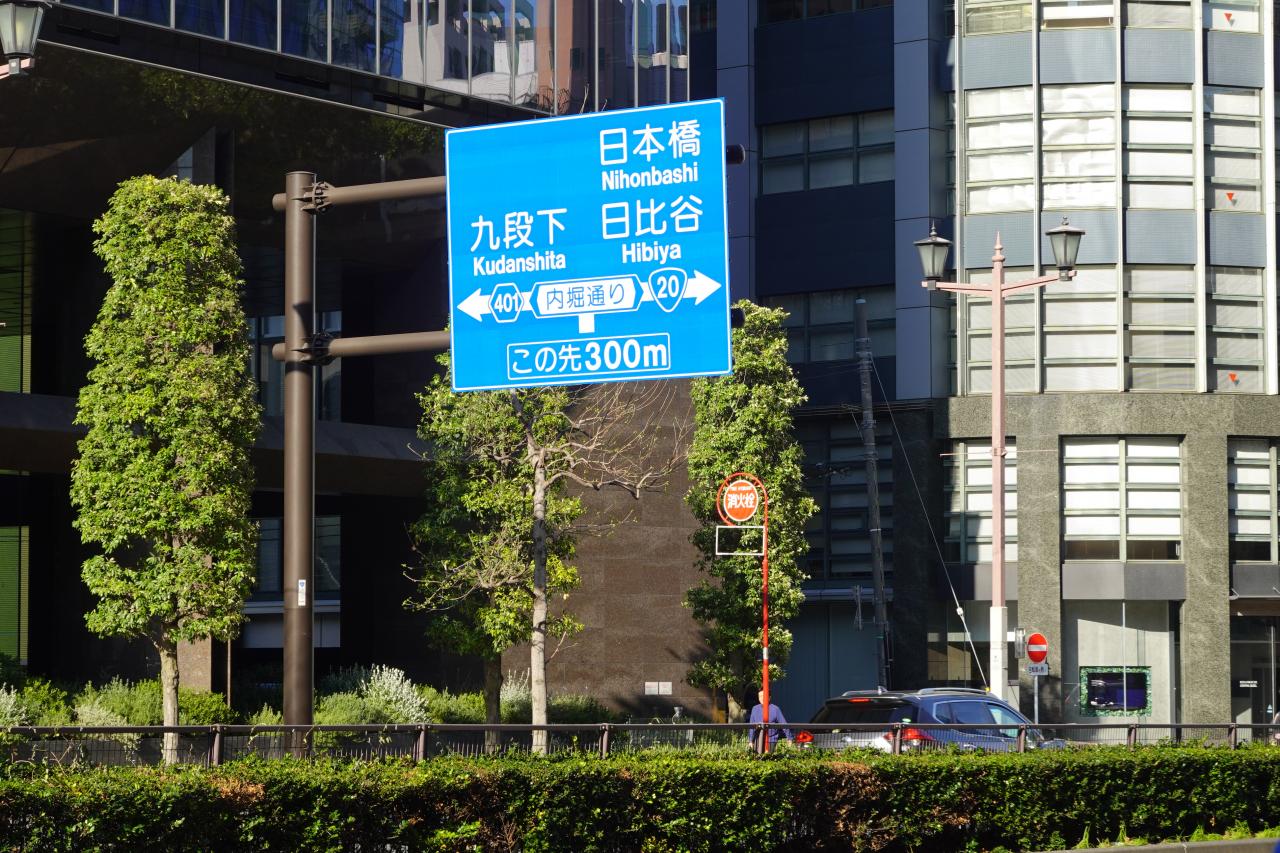 日本橋
Nihonbashi
九段下 日比谷
Kudanshita Hibiya
401 内堀通り 20
この先300m
消火栓